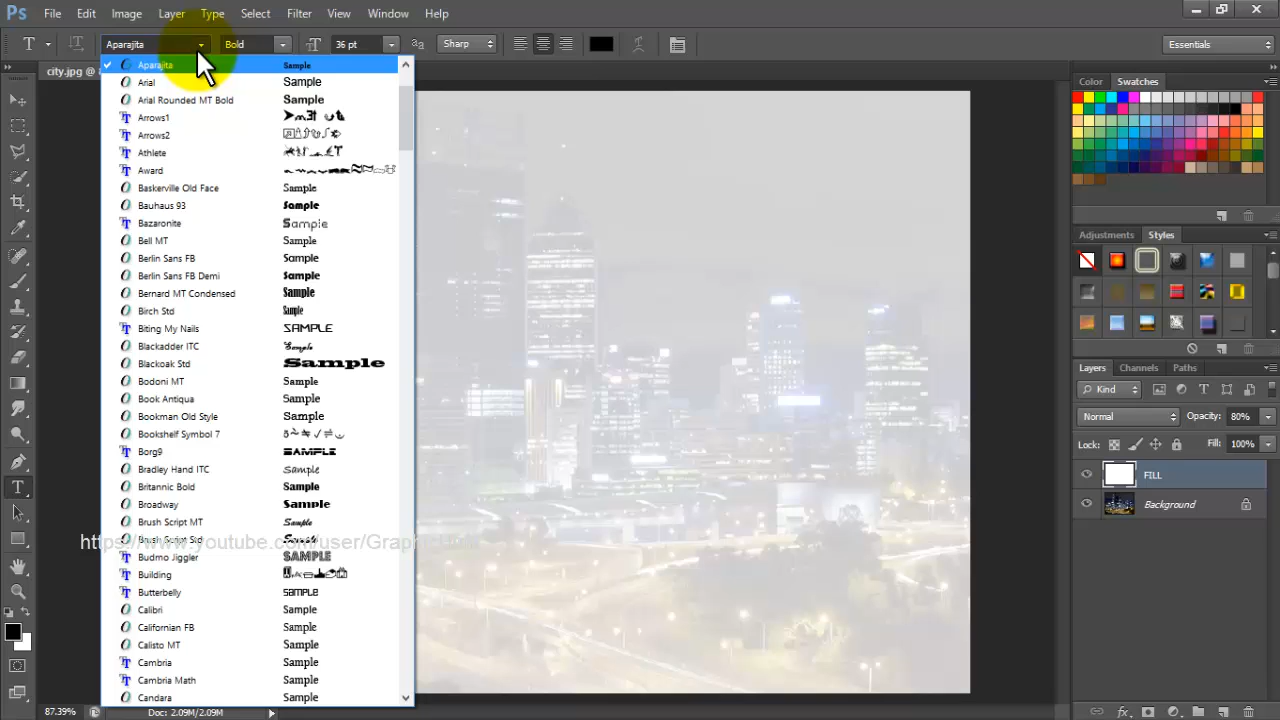 Ps File Edit Image Layer Type Select Filter View Window Help
T Aparajita Bold 36 pt Sharp Essentials
city.jpg @
Aparajita Sample
Arial Sample
Arial Rounded MT Bold Sample
Arrows1
Arrows2
Athlete
Award
Baskerville Old Face Sample
Bauhaus 93 Sample
Bazaronite Sample
Bell MT Sample
Berlin Sans FB Sample
Berlin Sans FB Demi Sample
Bernard MT Condensed Sample
Birch Std Sample
Biting My Nails SAMPLE
Blackadder ITC Sample
Blackoak Std Sample
Bodoni MT Sample
Book Antiqua Sample
Bookman Old Style Sample
Bookshelf Symbol 7
Borg9 SAMPLE
Bradley Hand ITC Sample
Britannic Bold Sample
Broadway Sample
Brush Script MT Sample
Brush Script Std Sample
Budmo Jiggler SAMPLE
Building
Butterbelly sample
Calibri Sample
Californian FB Sample
Calisto MT Sample
Cambria Sample
Cambria Math Sample
Candara Sample
https://www.youtube.com/user/Graphic
87.39% Doc: 2.09M/2.09M
Color Swatches
Adjustments Styles
Layers Channels Paths
Kind
Normal Opacity: 80%
Lock: Fill: 100%
FILL
Background